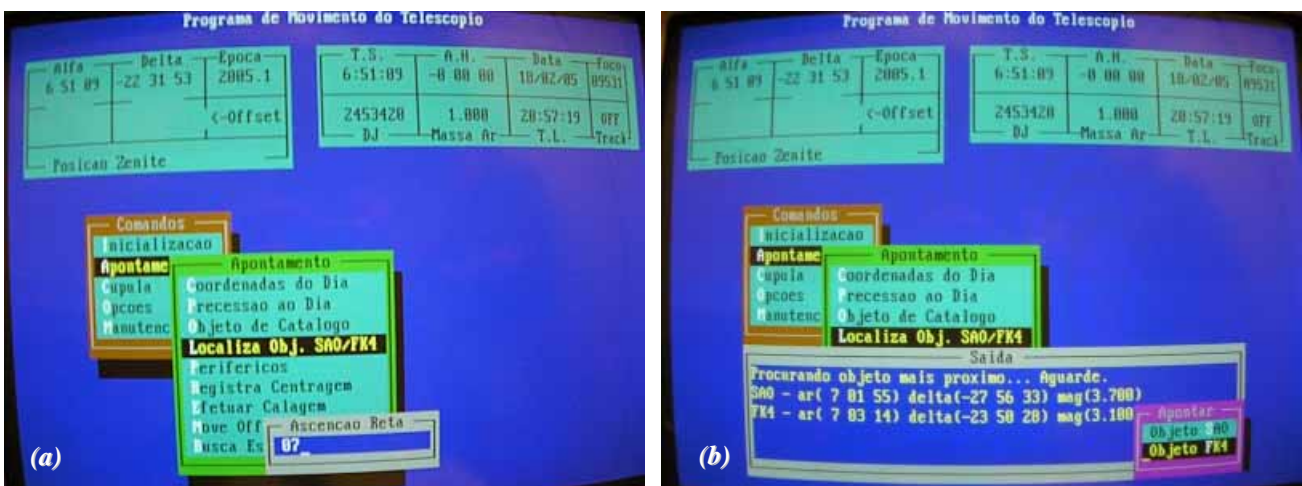 Programa de Movimento do Telescopio
Alfa Delta Epoca
6 51 09 -22 31 53 2005.1
<-Offset
Posicao Zenite
T.S. A.H. Data Foco
6:51:09 -0 00 00 18/02/05 09531
2453420 1.000 20:57:19 OFF
DJ Massa Ar T.L. Track
Comandos
Inicializacao
Apontame
Cupula
Opcoes
Manutenc
Apontamento
Coordenadas do Dia
Precessao ao Dia
Objeto de Catalogo
Localiza Obj. SAO/FK4
Perifericos
Registra Centragem
Efetuar Calagem
Move Off
Busca Es
Ascencao Reta
07_
(a)
Programa de Movimento do Telescopio
Alfa Delta Epoca
6 51 09 -22 31 53 2005.1
<-Offset
Posicao Zenite
T.S. A.H. Data Foco
6:51:09 -0 00 00 18/02/05 09531
2453420 1.000 20:57:19 OFF
DJ Massa Ar T.L. Track
Comandos
Inicializacao
Apontame
Cupula
Opcoes
Manutenc
Apontamento
Coordenadas do Dia
Precessao ao Dia
Objeto de Catalogo
Localiza Obj. SAO/FK4
Saida
Procurando objeto mais proximo... Aguarde.
SAO - ar( 7 01 55) delta(-27 56 33) mag(3.700)
FK4 - ar( 7 03 14) delta(-23 50 20) mag(3.100
Apontar
Objeto SAO
Objeto FK4
(b)